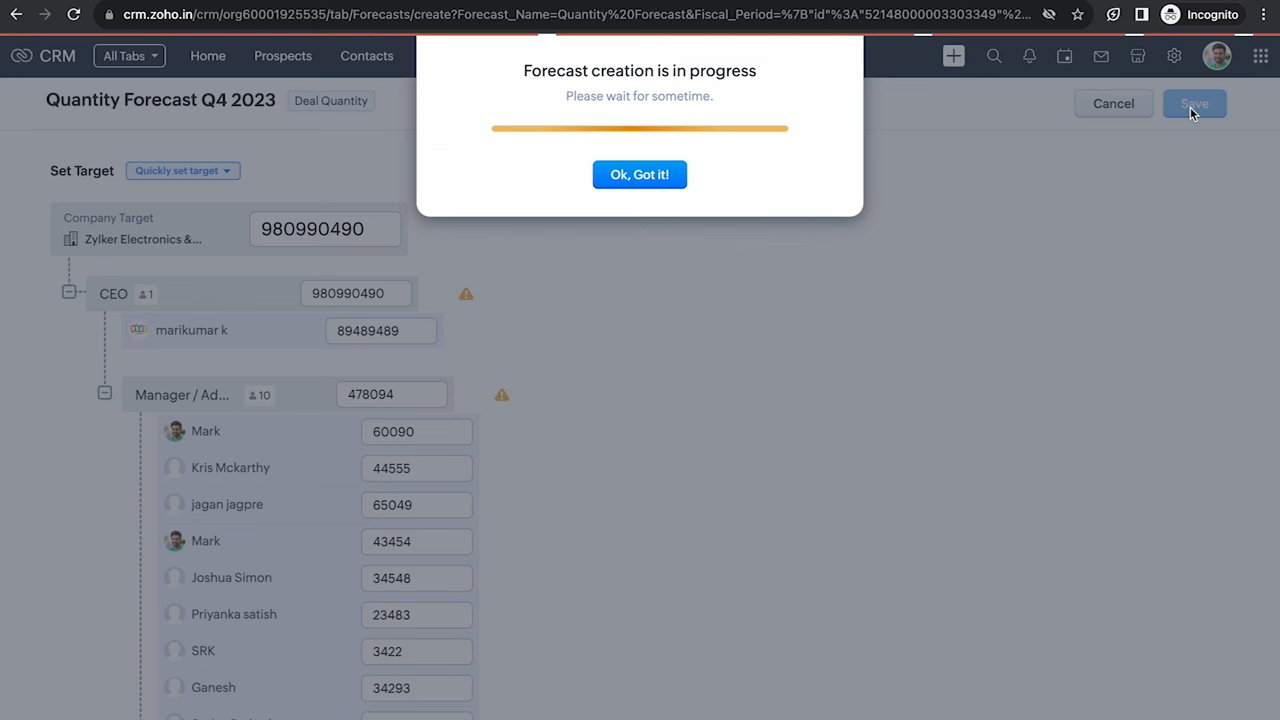 crm.zoho.in/crm/org60001925535/tab/Forecasts/create?Forecast_Name=Quantity%20Forecast&Fiscal_Period=%7B"id"%3A"52148000003303349"%2...
Incognito
CRM
All Tabs
Home
Prospects
Contacts
Forecast creation is in progress
Please wait for sometime.
Ok, Got it!
Quantity Forecast Q4 2023
Deal Quantity
Cancel
Save
Set Target
Quickly set target
Company Target
Zylker Electronics &...
980990490
CEO
1
980990490
marikumar k
89489489
Manager / Ad...
10
478094
Mark
60090
Kris Mckarthy
44555
jagan jagpre
65049
Mark
43454
Joshua Simon
34548
Priyanka satish
23483
SRK
3422
Ganesh
34293